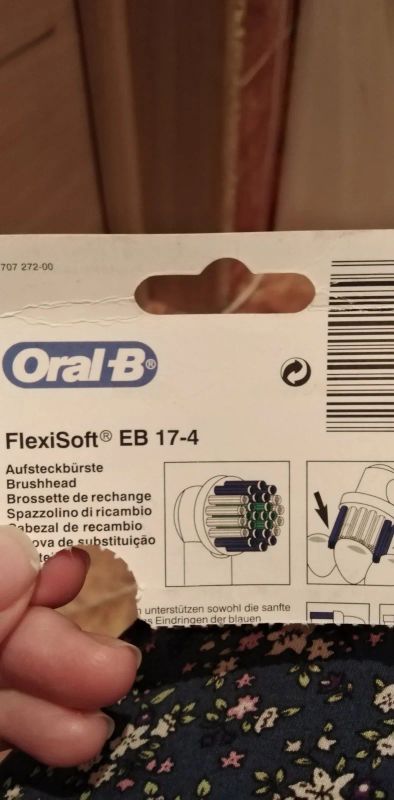 707 272-00
Oral-B®
FlexiSoft® EB 17-4
Aufsteckbürste
Brushhead
Brossette de rechange
Spazzolino di ricambio
Cabezal de recambio
de substituição
unterstützen sowohl die sanfte
Eindringen der blauen